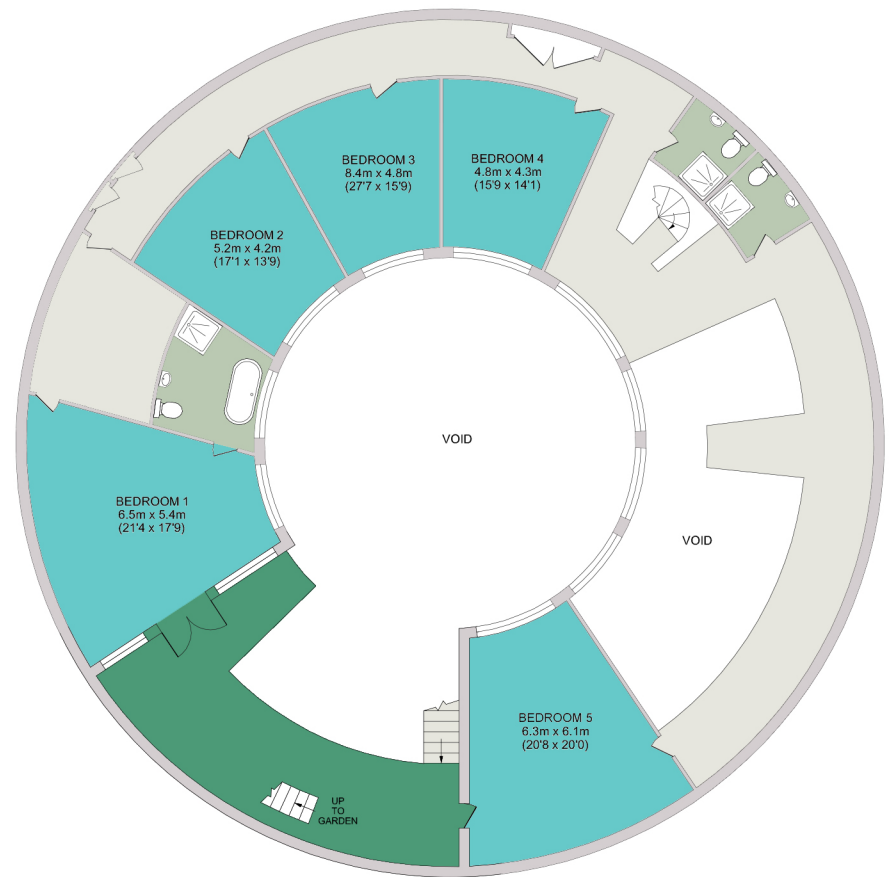 BEDROOM 3
8.4m x 4.8m
(27'7 x 15'9)
BEDROOM 4
4.8m x 4.3m
(15'9 x 14'1)
BEDROOM 2
5.2m x 4.2m
(17'1 x 13'9)
VOID
BEDROOM 1
6.5m x 5.4m
(21'4 x 17'9)
VOID
BEDROOM 5
6.3m x 6.1m
(20'8 x 20'0)
UP
TO
GARDEN